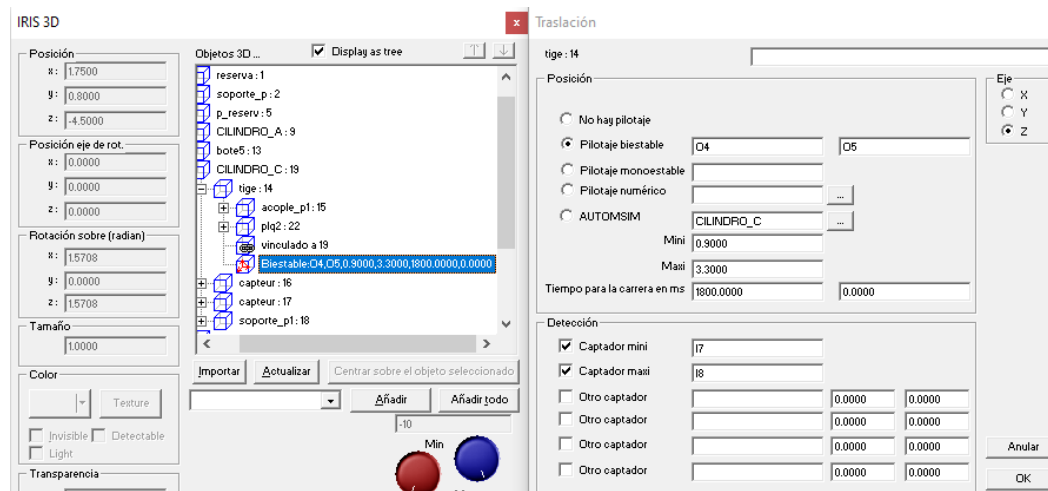 IRIS 3D
x
Posición
x: 1.7500
y: 0.8000
z: -4.5000
Posición eje de rot.
x: 0.0000
y: 0.0000
z: 0.0000
Rotación sobre (radian)
x: 1.5708
y: 0.0000
z: 1.5708
Tamaño
1.0000
Color
Texture
Invisible Detectable
Light
Transparencia
Objetos 3D ... Display as tree
reserva : 1
soporte_p : 2
p_reserv : 5
CILINDRO_A : 9
bote5 : 13
CILINDRO_C : 19
tige : 14
acople_p1: 15
plq2 : 22
vinculado a 19
Biestable:O4,O5,0.9000,3.3000,1800.0000,0.0000
capteur : 16
capteur : 17
soporte_p1 : 18
Importar Actualizar Centrar sobre el objeto seleccionado
Añadir Añadir todo
-10
Min
Traslación
tige : 14
Posición
No hay pilotaje
Pilotaje biestable O4 O5
Pilotaje monoestable
Pilotaje numérico ...
AUTOMSIM CILINDRO_C ...
Mini 0.9000
Maxi 3.3000
Tiempo para la carrera en ms 1800.0000 0.0000
Detección
Captador mini I7
Captador maxi I8
Otro captador 0.0000 0.0000
Otro captador 0.0000 0.0000
Otro captador 0.0000 0.0000
Otro captador 0.0000 0.0000
Eje
X
Y
Z
Anular
OK